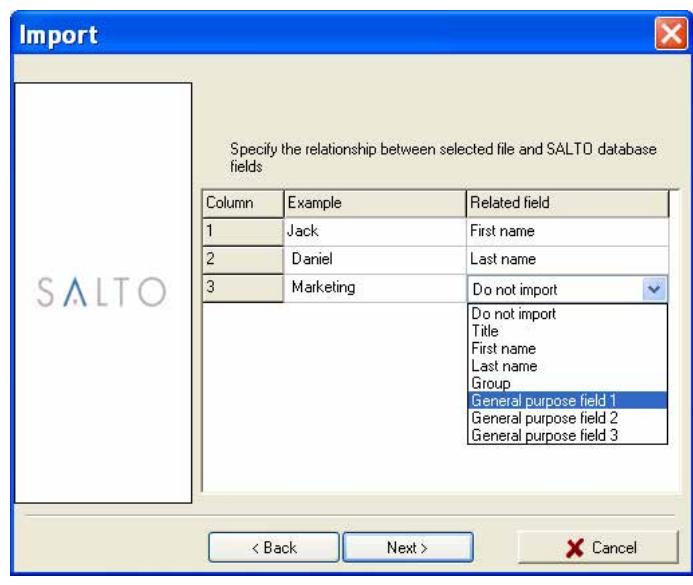 Import
Specify the relationship between selected file and SALTO database
fields
Column Example Related field
1 Jack First name
2 Daniel Last name
3 Marketing Do not import
SALTO
Do not import
Title
First name
Last name
Group
General purpose field 1
General purpose field 2
General purpose field 3
< Back Next > Cancel